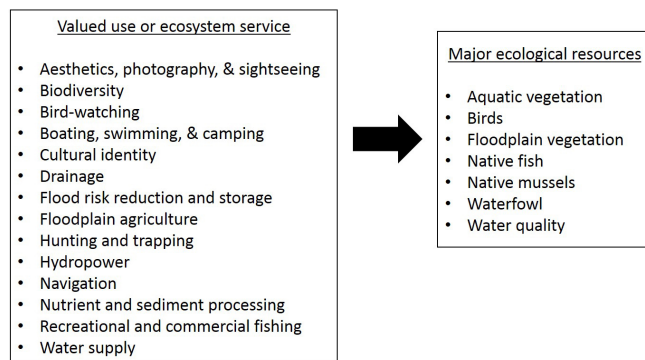 Valued use or ecosystem service
• Aesthetics, photography, & sightseeing
• Biodiversity
• Bird-watching
• Boating, swimming, & camping
• Cultural identity
• Drainage
• Flood risk reduction and storage
• Floodplain agriculture
• Hunting and trapping
• Hydropower
• Navigation
• Nutrient and sediment processing
• Recreational and commercial fishing
• Water supply
Major ecological resources
• Aquatic vegetation
• Birds
• Floodplain vegetation
• Native fish
• Native mussels
• Waterfowl
• Water quality